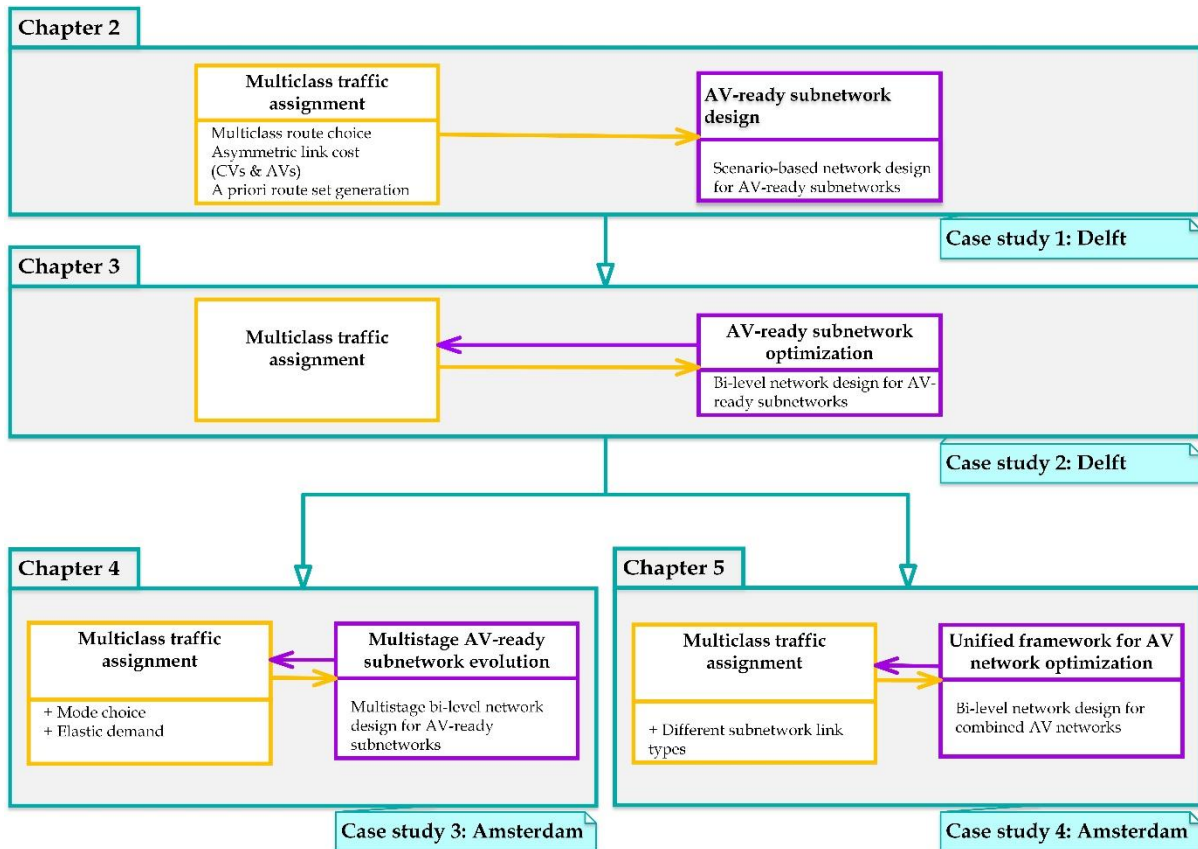 Chapter 2
Multiclass traffic
assignment
Multiclass route choice
Asymmetric link cost
(CVs & AVs)
A priori route set generation
AV-ready subnetwork
design
Scenario-based network design
for AV-ready subnetworks
Case study 1: Delft
Chapter 3
Multiclass traffic
assignment
AV-ready subnetwork
optimization
Bi-level network design for AV-
ready subnetworks
Case study 2: Delft
Chapter 4
Multiclass traffic
assignment
+ Mode choice
+ Elastic demand
Multistage AV-ready
subnetwork evolution
Multistage bi-level network
design for AV-ready
subnetworks
Case study 3: Amsterdam
Chapter 5
Multiclass traffic
assignment
+ Different subnetwork link
types
Unified framework for AV
network optimization
Bi-level network design for
combined AV networks
Case study 4: Amsterdam